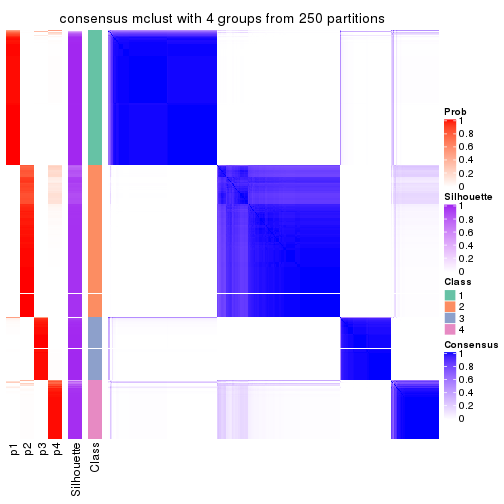 consensus mclust with 4 groups from 250 partitions
Prob
1
0.8
0.6
0.4
0.2
0
Silhouette
1
0.8
0.6
0.4
0.2
0
Class
1
2
3
4
Consensus
1
0.8
0.6
0.4
0.2
0
p1
p2
p3
p4
Silhouette
Class